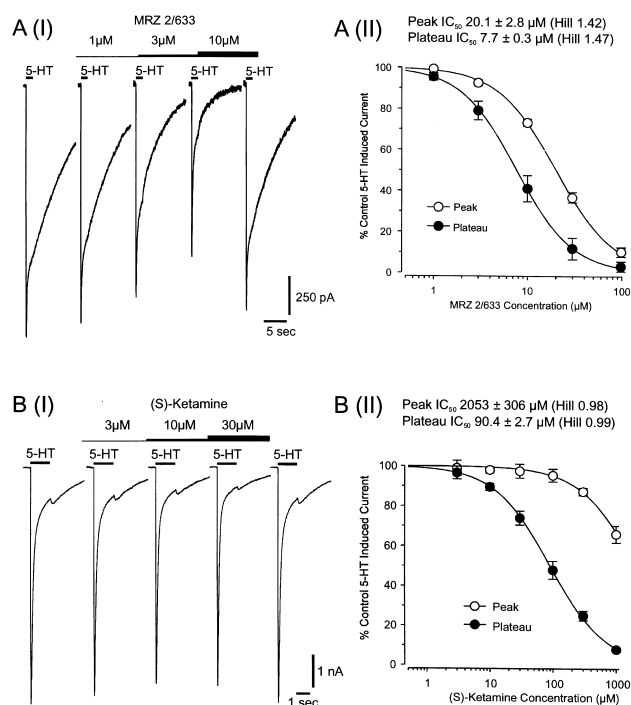 A (I)
MRZ 2/633
1µM 3µM 10µM
5-HT 5-HT 5-HT 5-HT 5-HT
250 pA
5 sec
A (II)
Peak IC50 20.1 ± 2.8 µM (Hill 1.42)
Plateau IC50 7.7 ± 0.3 µM (Hill 1.47)
% Control 5-HT Induced Current
100
80
60
40
20
0
Peak
Plateau
1 10 100
MRZ 2/633 Concentration (µM)
B (I)
(S)-Ketamine
3µM 10µM 30µM
5-HT 5-HT 5-HT 5-HT 5-HT
1 nA
1 sec
B (II)
Peak IC50 2053 ± 306 µM (Hill 0.98)
Plateau IC50 90.4 ± 2.7 µM (Hill 0.99)
% Control 5-HT Induced Current
100
80
60
40
20
0
Peak
Plateau
1 10 100 1000
(S)-Ketamine Concentration (µM)